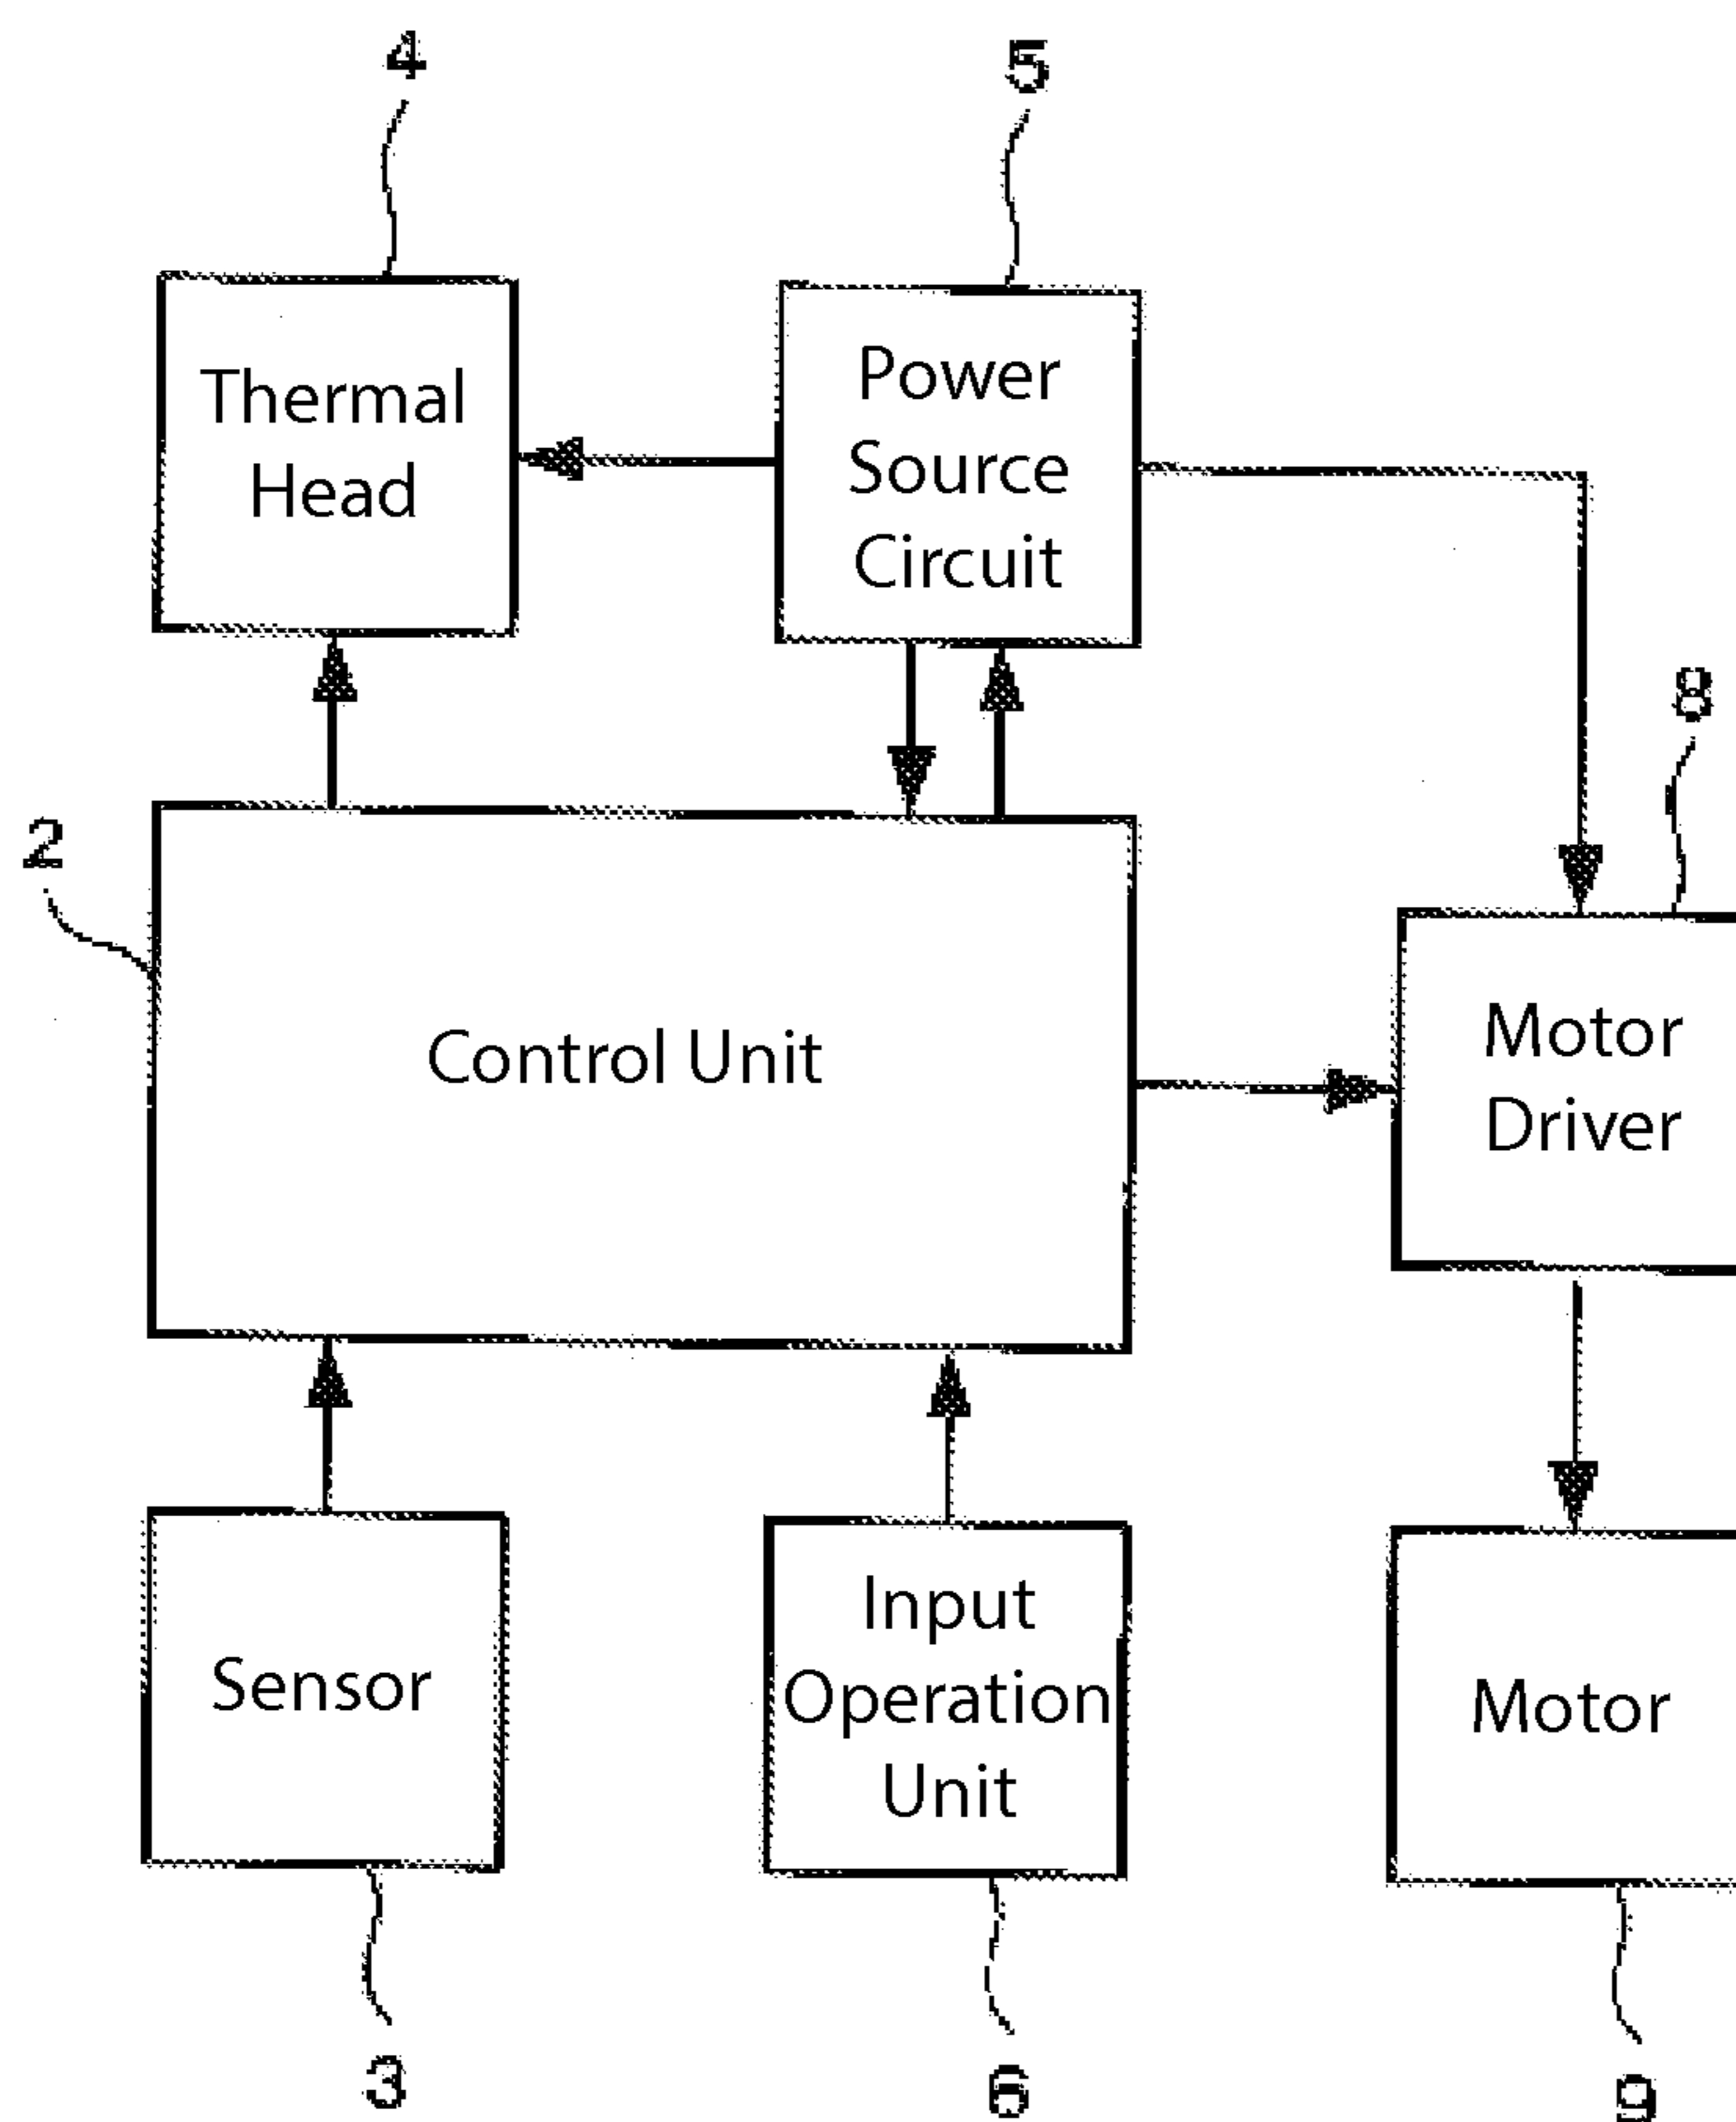 4
5
Thermal
Head
Power
Source
Circuit
8
2
Control Unit
Motor
Driver
Sensor
Input
Operation
Unit
Motor
3
6
9